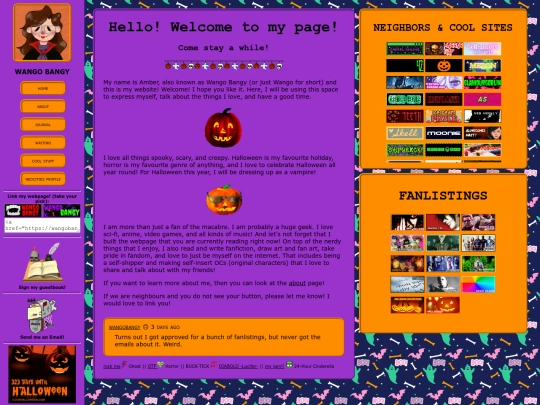 WANGO BANGY
HOME
ABOUT
JOURNAL
WRITING
COOL STUFF
NEOCITIES PROFILE
Link my webpage! (take your
pick):
WANGO BANGY
<a
href="https://wangoban.
Sign my guestbook!
Send me an Email!
323 DAYS UNTIL
HALLOWEEN
Hello! Welcome to my page!
Come stay a while!
My name is Amber, also known as Wango Bangy (or just Wango for short) and
this is my website! Welcome! I hope you like it. Here, I will be using this space
to express myself, talk about the things I love, and have a good time.
I love all things spooky, scary, and creepy. Halloween is my favourite holiday,
horror is my favourite genre of anything, and I love to celebrate Halloween all
year round! For Halloween this year, I will be dressing up as a vampire!
I am more than just a fan of the macabre. I am probably a huge geek. I love
sci-fi, anime, video games, and all kinds of music! And let's not forget that I
built the webpage that you are currently reading right now! On top of the nerdy
things that I enjoy, I also read and write fanfiction, draw art and fan art, take
pride in fandom, and love to just be myself on the internet. That includes being
a self-shipper and making self-insert OCs (original characters) that I love to
share and talk about with my friends!
If you want to learn more about me, then you can look at the about page!
If we are neighbours and you do not see your button, please let me know! I
would love to link you!
WANGOBANGY 3 DAYS AGO
Turns out I got approved for a bunch of fanlistings, but never got the
emails about it. Weird.
Ghost || OTP Horror || BUCK-TICK || DIABOLO -Lucifer- || 24-Hour Cinderella
NEIGHBORS & COOL SITES
Skell
MOONIE
FANLISTINGS